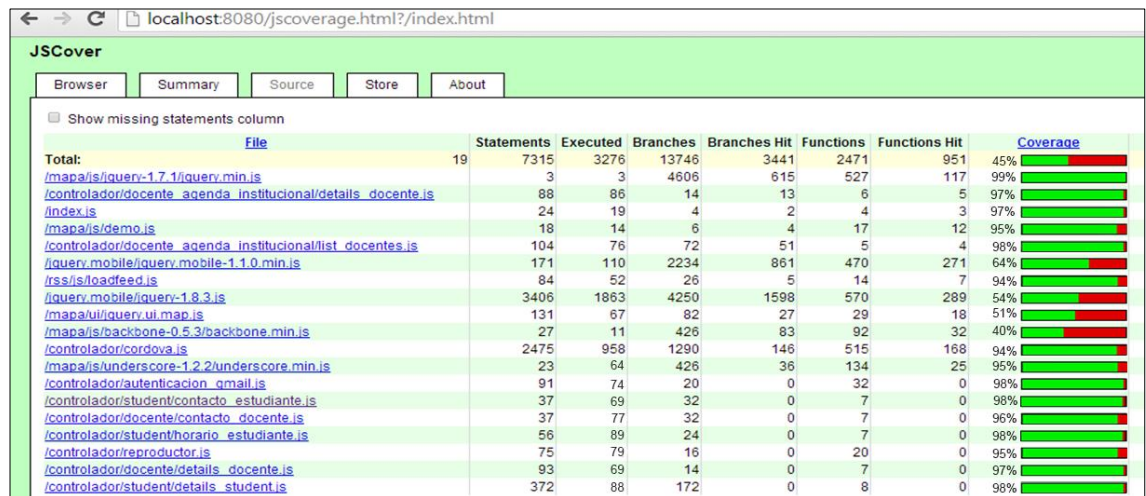 localhost:8080/jscoverage.html?/index.html
JSCover
Browser Summary Source Store About
Show missing statements column
File Statements Executed Branches Branches Hit Functions Functions Hit Coverage
Total: 19 7315 3276 13746 3441 2471 951 45%
/mapa/js/jquery-1.7.1/jquery.min.js 3 3 4606 615 527 117 99%
/controlador/docente_agenda_institucional/details_docente.js 88 86 14 13 6 5 97%
/index.js 24 19 4 2 4 3 97%
/mapa/js/demo.js 18 14 6 4 17 12 95%
/controlador/docente_agenda_institucional/list_docentes.js 104 76 72 51 5 4 98%
/jquery.mobile/jquery.mobile-1.1.0.min.js 171 110 2234 861 470 271 64%
/rss/js/loadfeed.js 84 52 26 5 14 7 94%
/jquery.mobile/jquery-1.8.3.js 3406 1863 4250 1598 570 289 54%
/mapa/ui/jquery.ui.map.js 131 67 82 27 29 18 51%
/mapa/js/backbone-0.5.3/backbone.min.js 27 11 426 83 92 32 40%
/controlador/cordova.js 2475 958 1290 146 515 168 94%
/mapa/js/underscore-1.2.2/underscore.min.js 23 64 426 36 134 25 95%
/controlador/autenticacion_gmail.js 91 74 20 0 32 0 98%
/controlador/student/contacto_estudiante.js 37 69 32 0 7 0 98%
/controlador/docente/contacto_docente.js 37 77 32 0 7 0 96%
/controlador/student/horario_estudiante.js 56 89 24 0 7 0 98%
/controlador/reproductor.js 75 79 16 0 20 0 95%
/controlador/docente/details_docente.js 93 69 14 0 7 0 97%
/controlador/student/details_student.js 372 88 172 0 8 0 98%